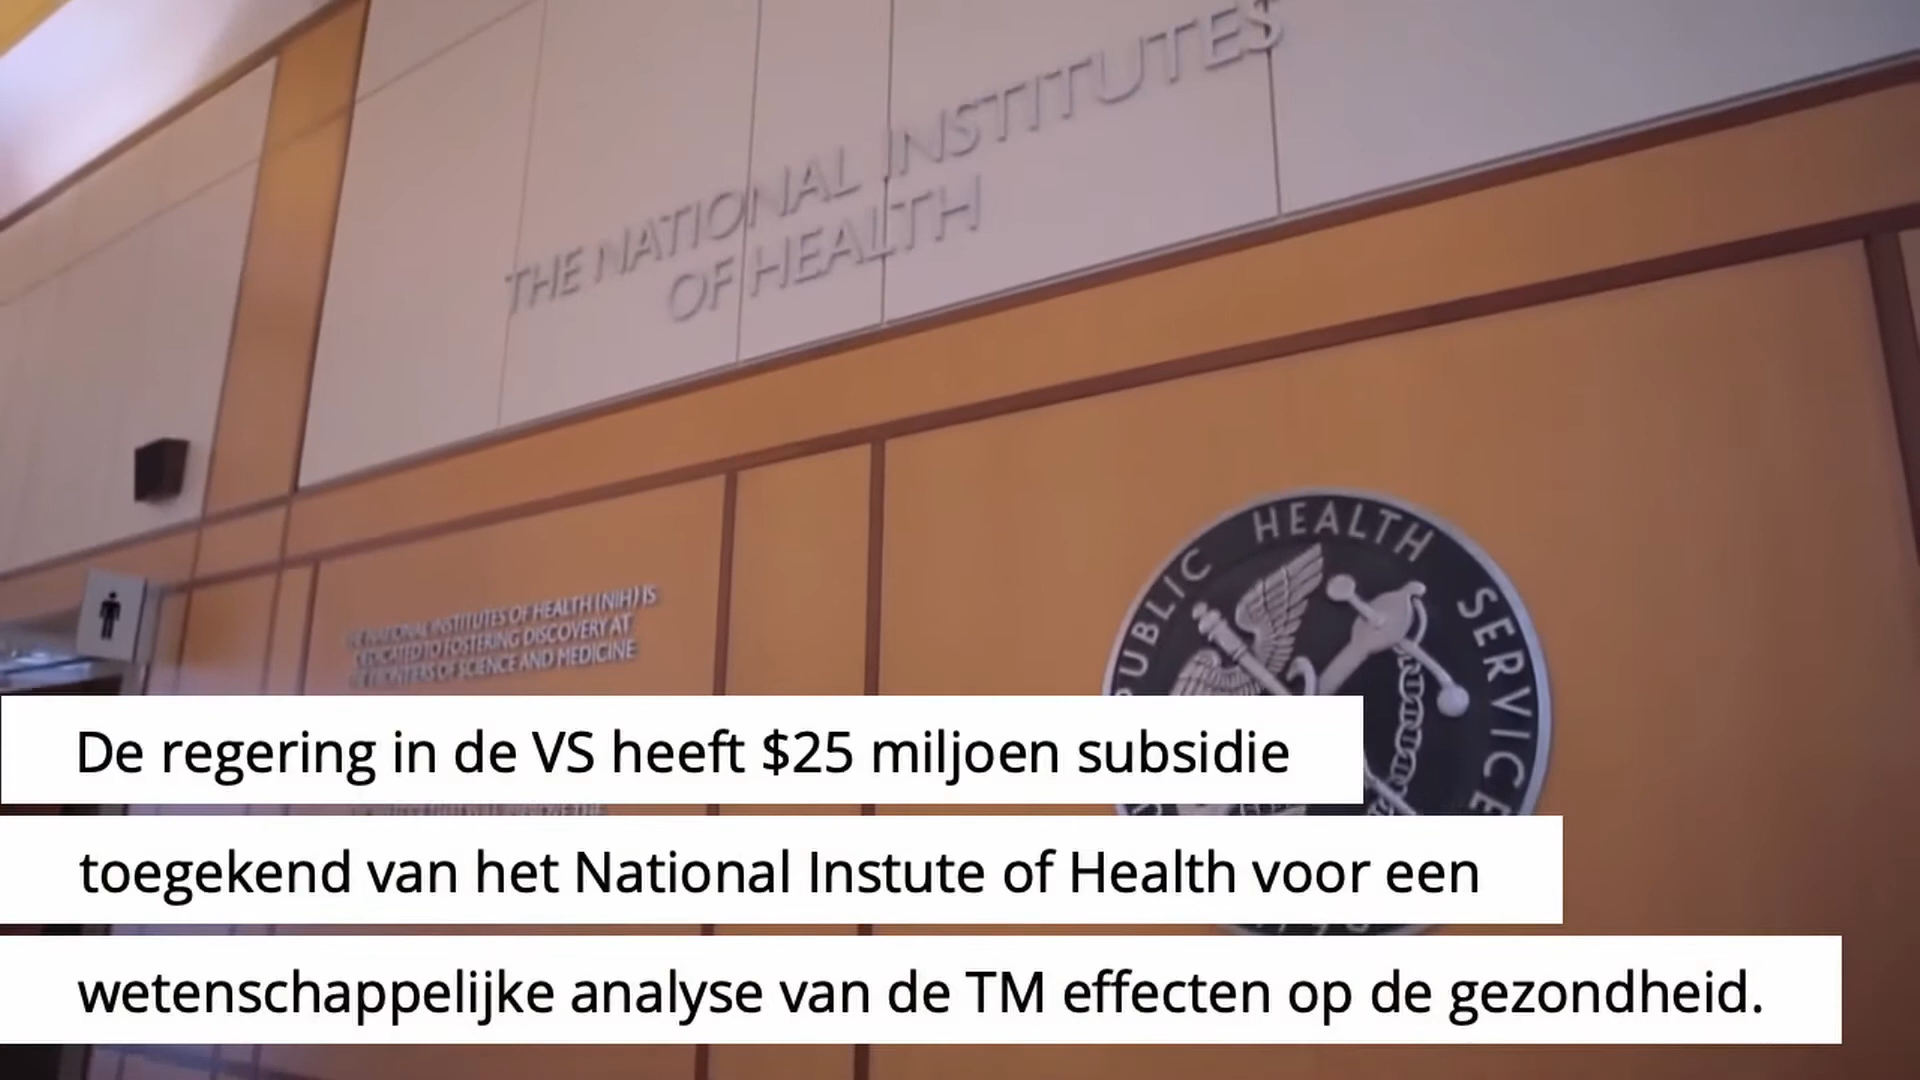 THE NATIONAL INSTITUTES
OF HEALTH
PUBLIC HEALTH SERVICE
NATIONAL INSTITUTES OF HEALTH (NIH) IS
DEDICATED TO FOSTERING DISCOVERY AT
FRONTIERS OF SCIENCE AND MEDICINE
De regering in de VS heeft $25 miljoen subsidie
toegekend van het National Instute of Health voor een
wetenschappelijke analyse van de TM effecten op de gezondheid.